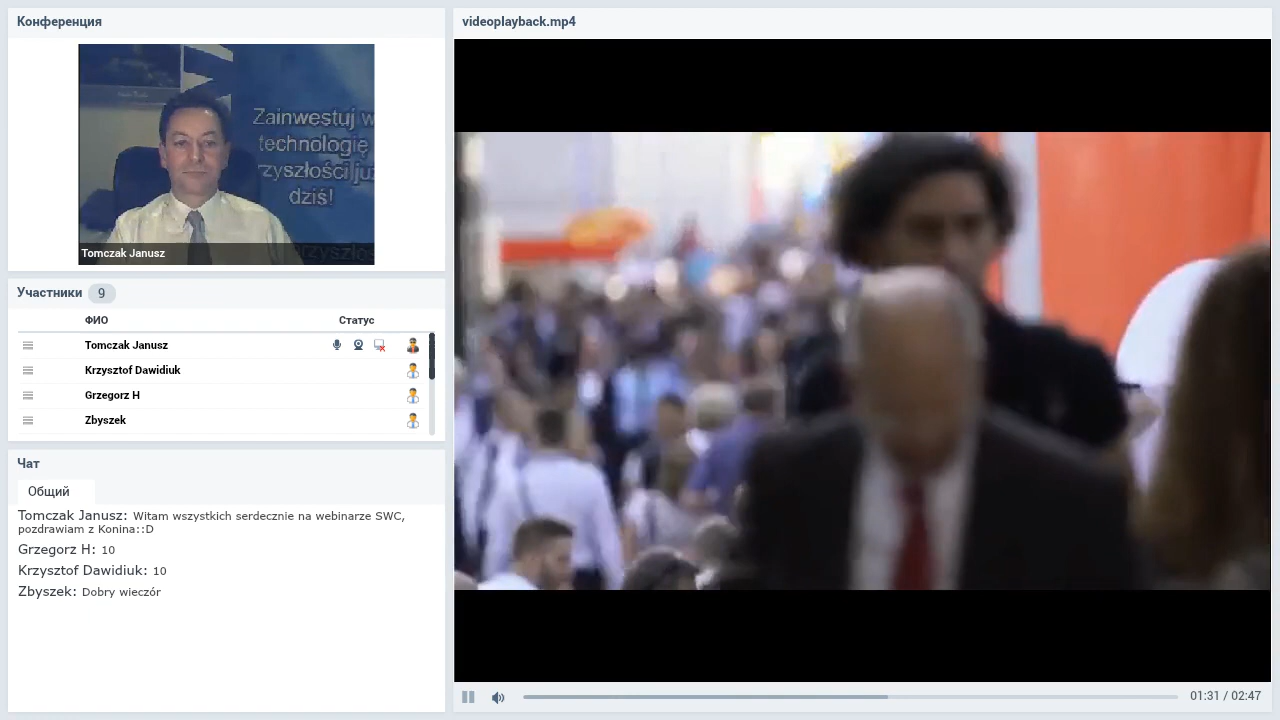 Конференция
Zainwestuj w
technologię
rzyszłości już
dziś!
Tomczak Janusz
Участники 9
ФИО Статус
Tomczak Janusz
Krzysztof Dawidiuk
Grzegorz H
Zbyszek
Чат
Общий
Tomczak Janusz: Witam wszystkich serdecznie na webinarze SWC,
pozdrawiam z Konina::D
Grzegorz H: 10
Krzysztof Dawidiuk: 10
Zbyszek: Dobry wieczór
videoplayback.mp4
01:31 / 02:47